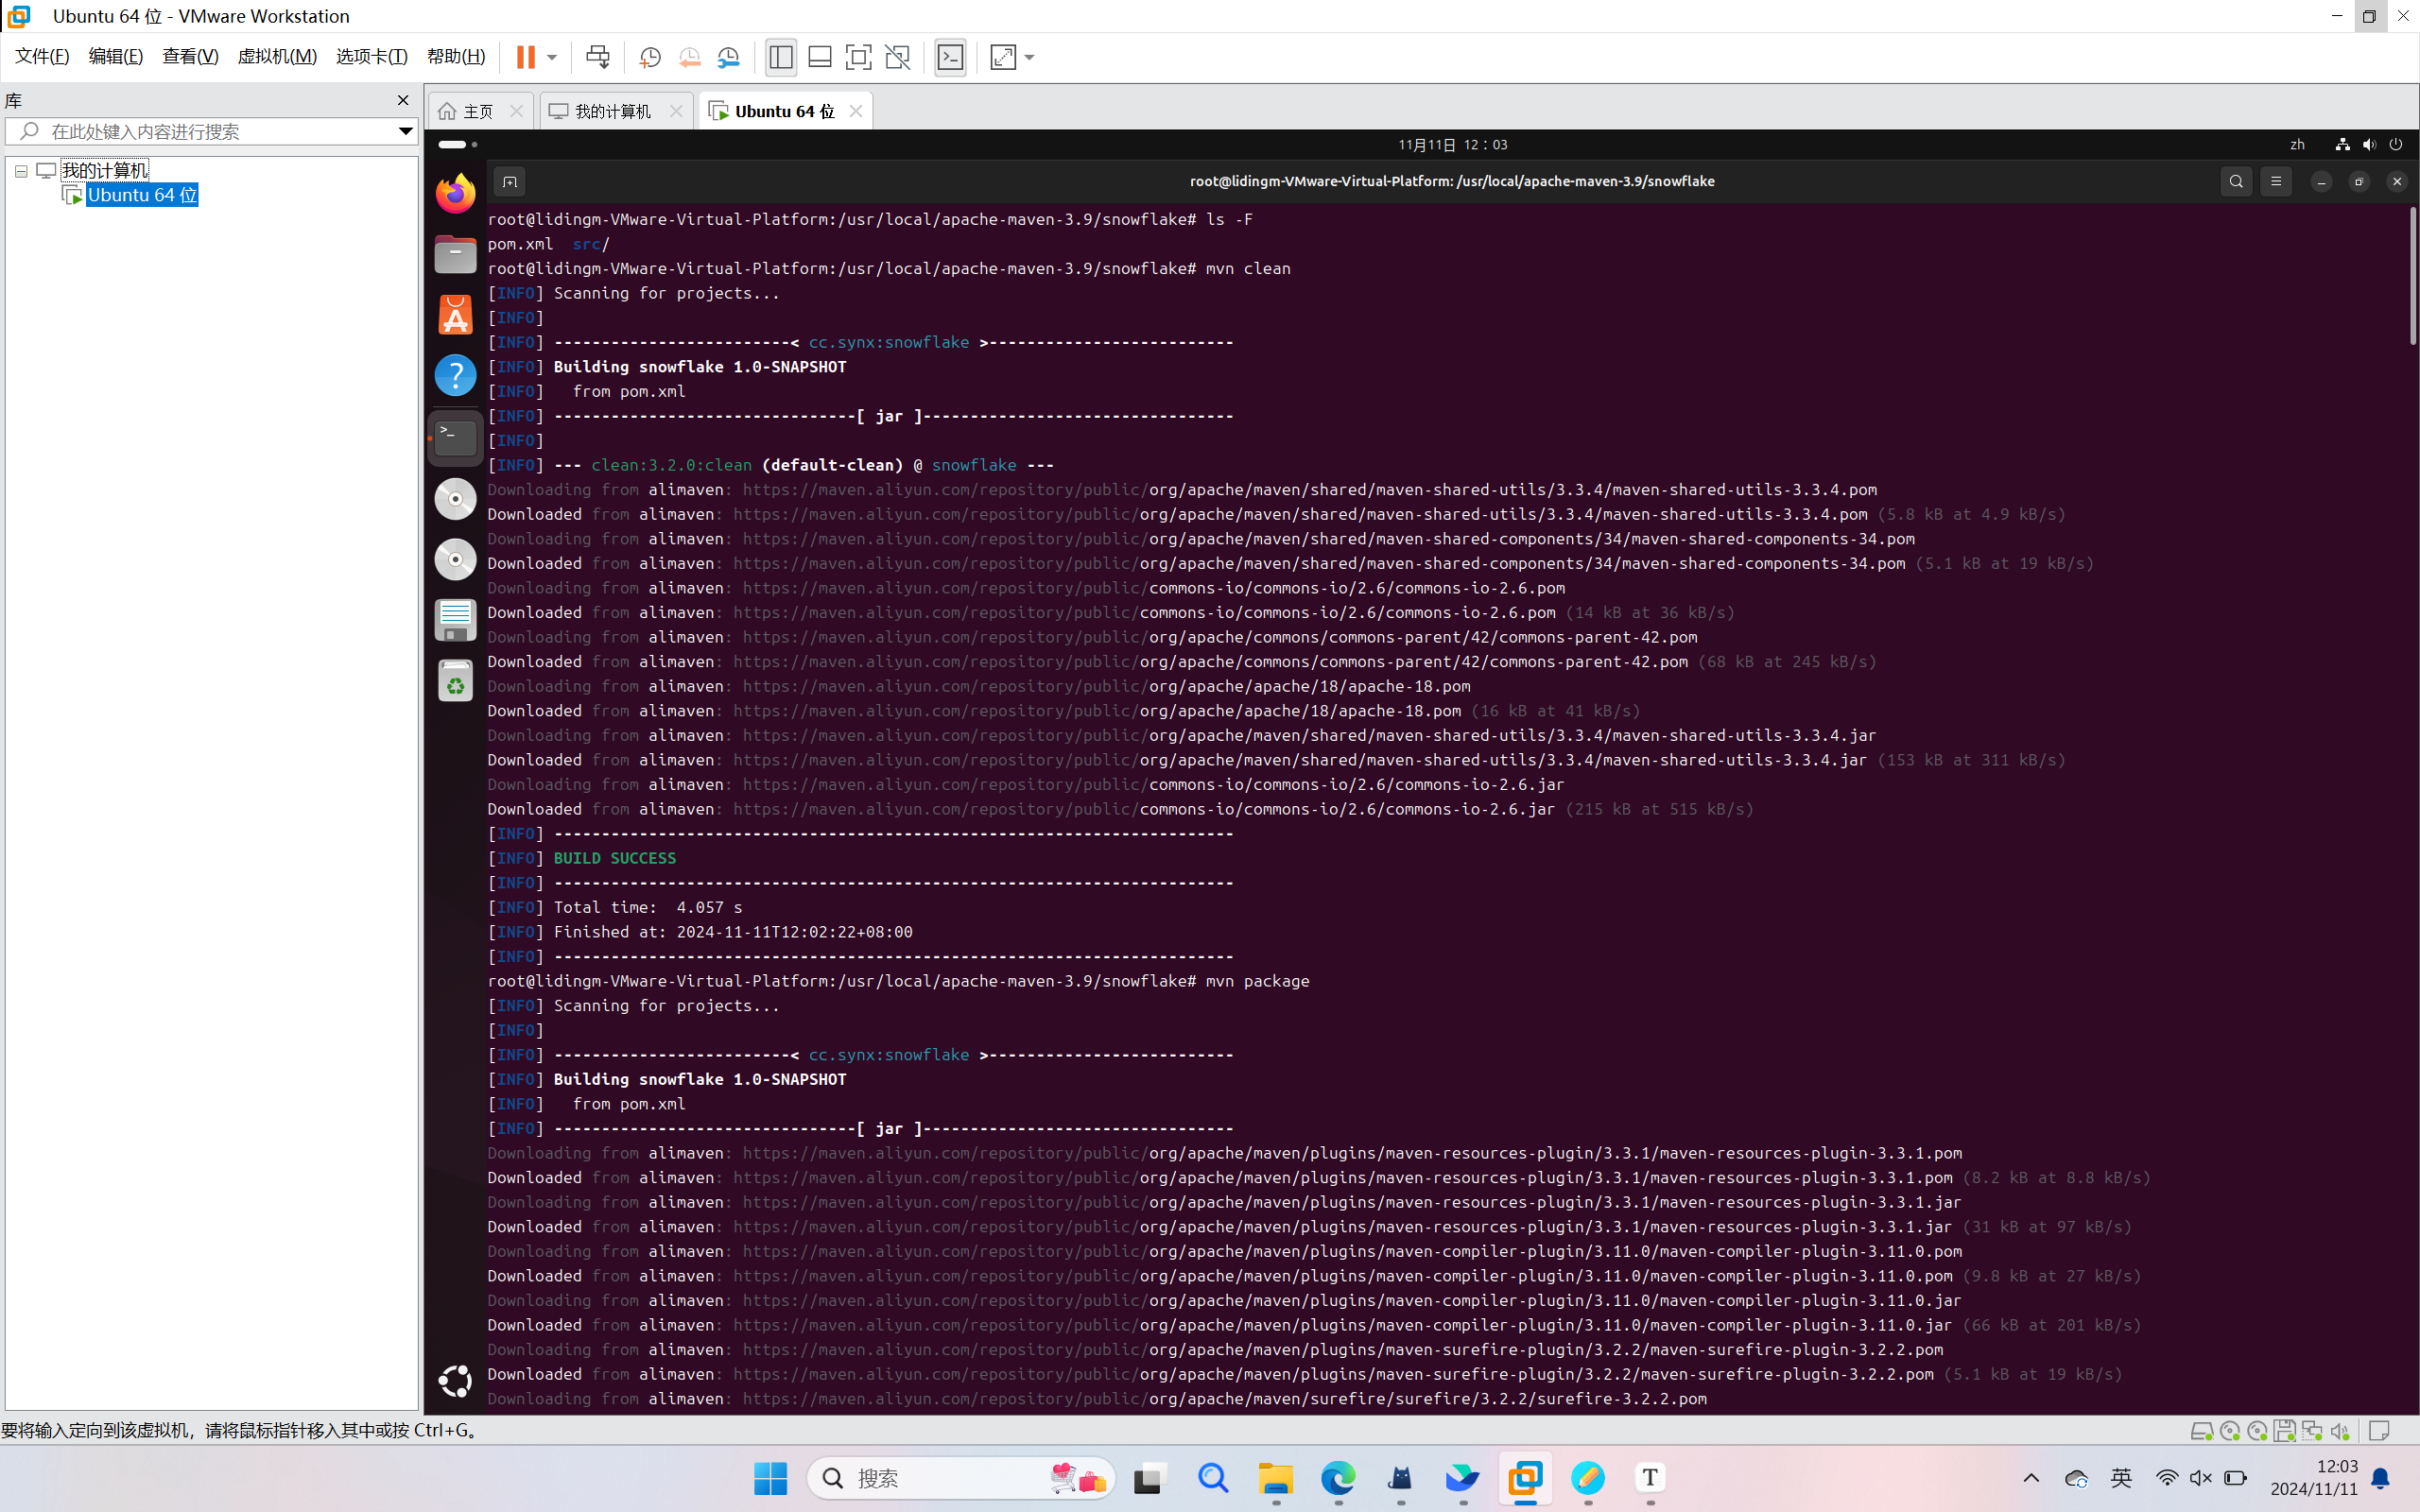 Ubuntu 64 位 - VMware Workstation
文件(F) 编辑(E) 查看(V) 虚拟机(M) 选项卡(T) 帮助(H)
库
在此处键入内容进行搜索
我的计算机
Ubuntu 64 位
主页 我的计算机 Ubuntu 64 位
11月11日 12：03
zh
root@lidingm-VMware-Virtual-Platform: /usr/local/apache-maven-3.9/snowflake
root@lidingm-VMware-Virtual-Platform:/usr/local/apache-maven-3.9/snowflake# ls -F
pom.xml  src/
root@lidingm-VMware-Virtual-Platform:/usr/local/apache-maven-3.9/snowflake# mvn clean
[INFO] Scanning for projects...
[INFO]
[INFO] -------------------------< cc.synx:snowflake >--------------------------
[INFO] Building snowflake 1.0-SNAPSHOT
[INFO]   from pom.xml
[INFO] --------------------------------[ jar ]---------------------------------
[INFO]
[INFO] --- clean:3.2.0:clean (default-clean) @ snowflake ---
Downloading from alimaven: https://maven.aliyun.com/repository/public/org/apache/maven/shared/maven-shared-utils/3.3.4/maven-shared-utils-3.3.4.pom
Downloaded from alimaven: https://maven.aliyun.com/repository/public/org/apache/maven/shared/maven-shared-utils/3.3.4/maven-shared-utils-3.3.4.pom (5.8 kB at 4.9 kB/s)
Downloading from alimaven: https://maven.aliyun.com/repository/public/org/apache/maven/shared/maven-shared-components/34/maven-shared-components-34.pom
Downloaded from alimaven: https://maven.aliyun.com/repository/public/org/apache/maven/shared/maven-shared-components/34/maven-shared-components-34.pom (5.1 kB at 19 kB/s)
Downloading from alimaven: https://maven.aliyun.com/repository/public/commons-io/commons-io/2.6/commons-io-2.6.pom
Downloaded from alimaven: https://maven.aliyun.com/repository/public/commons-io/commons-io/2.6/commons-io-2.6.pom (14 kB at 36 kB/s)
Downloading from alimaven: https://maven.aliyun.com/repository/public/org/apache/commons/commons-parent/42/commons-parent-42.pom
Downloaded from alimaven: https://maven.aliyun.com/repository/public/org/apache/commons/commons-parent/42/commons-parent-42.pom (68 kB at 245 kB/s)
Downloading from alimaven: https://maven.aliyun.com/repository/public/org/apache/apache/18/apache-18.pom
Downloaded from alimaven: https://maven.aliyun.com/repository/public/org/apache/apache/18/apache-18.pom (16 kB at 41 kB/s)
Downloading from alimaven: https://maven.aliyun.com/repository/public/org/apache/maven/shared/maven-shared-utils/3.3.4/maven-shared-utils-3.3.4.jar
Downloaded from alimaven: https://maven.aliyun.com/repository/public/org/apache/maven/shared/maven-shared-utils/3.3.4/maven-shared-utils-3.3.4.jar (153 kB at 311 kB/s)
Downloading from alimaven: https://maven.aliyun.com/repository/public/commons-io/commons-io/2.6/commons-io-2.6.jar
Downloaded from alimaven: https://maven.aliyun.com/repository/public/commons-io/commons-io/2.6/commons-io-2.6.jar (215 kB at 515 kB/s)
[INFO] ------------------------------------------------------------------------
[INFO] BUILD SUCCESS
[INFO] ------------------------------------------------------------------------
[INFO] Total time:  4.057 s
[INFO] Finished at: 2024-11-11T12:02:22+08:00
[INFO] ------------------------------------------------------------------------
root@lidingm-VMware-Virtual-Platform:/usr/local/apache-maven-3.9/snowflake# mvn package
[INFO] Scanning for projects...
[INFO]
[INFO] -------------------------< cc.synx:snowflake >--------------------------
[INFO] Building snowflake 1.0-SNAPSHOT
[INFO]   from pom.xml
[INFO] --------------------------------[ jar ]---------------------------------
Downloading from alimaven: https://maven.aliyun.com/repository/public/org/apache/maven/plugins/maven-resources-plugin/3.3.1/maven-resources-plugin-3.3.1.pom
Downloaded from alimaven: https://maven.aliyun.com/repository/public/org/apache/maven/plugins/maven-resources-plugin/3.3.1/maven-resources-plugin-3.3.1.pom (8.2 kB at 8.8 kB/s)
Downloading from alimaven: https://maven.aliyun.com/repository/public/org/apache/maven/plugins/maven-resources-plugin/3.3.1/maven-resources-plugin-3.3.1.jar
Downloaded from alimaven: https://maven.aliyun.com/repository/public/org/apache/maven/plugins/maven-resources-plugin/3.3.1/maven-resources-plugin-3.3.1.jar (31 kB at 97 kB/s)
Downloading from alimaven: https://maven.aliyun.com/repository/public/org/apache/maven/plugins/maven-compiler-plugin/3.11.0/maven-compiler-plugin-3.11.0.pom
Downloaded from alimaven: https://maven.aliyun.com/repository/public/org/apache/maven/plugins/maven-compiler-plugin/3.11.0/maven-compiler-plugin-3.11.0.pom (9.8 kB at 27 kB/s)
Downloading from alimaven: https://maven.aliyun.com/repository/public/org/apache/maven/plugins/maven-compiler-plugin/3.11.0/maven-compiler-plugin-3.11.0.jar
Downloaded from alimaven: https://maven.aliyun.com/repository/public/org/apache/maven/plugins/maven-compiler-plugin/3.11.0/maven-compiler-plugin-3.11.0.jar (66 kB at 201 kB/s)
Downloading from alimaven: https://maven.aliyun.com/repository/public/org/apache/maven/plugins/maven-surefire-plugin/3.2.2/maven-surefire-plugin-3.2.2.pom
Downloaded from alimaven: https://maven.aliyun.com/repository/public/org/apache/maven/plugins/maven-surefire-plugin/3.2.2/maven-surefire-plugin-3.2.2.pom (5.1 kB at 19 kB/s)
Downloading from alimaven: https://maven.aliyun.com/repository/public/org/apache/maven/surefire/surefire/3.2.2/surefire-3.2.2.pom
要将输入定向到该虚拟机，请将鼠标指针移入其中或按 Ctrl+G。
搜索
T
英
12:03
2024/11/11